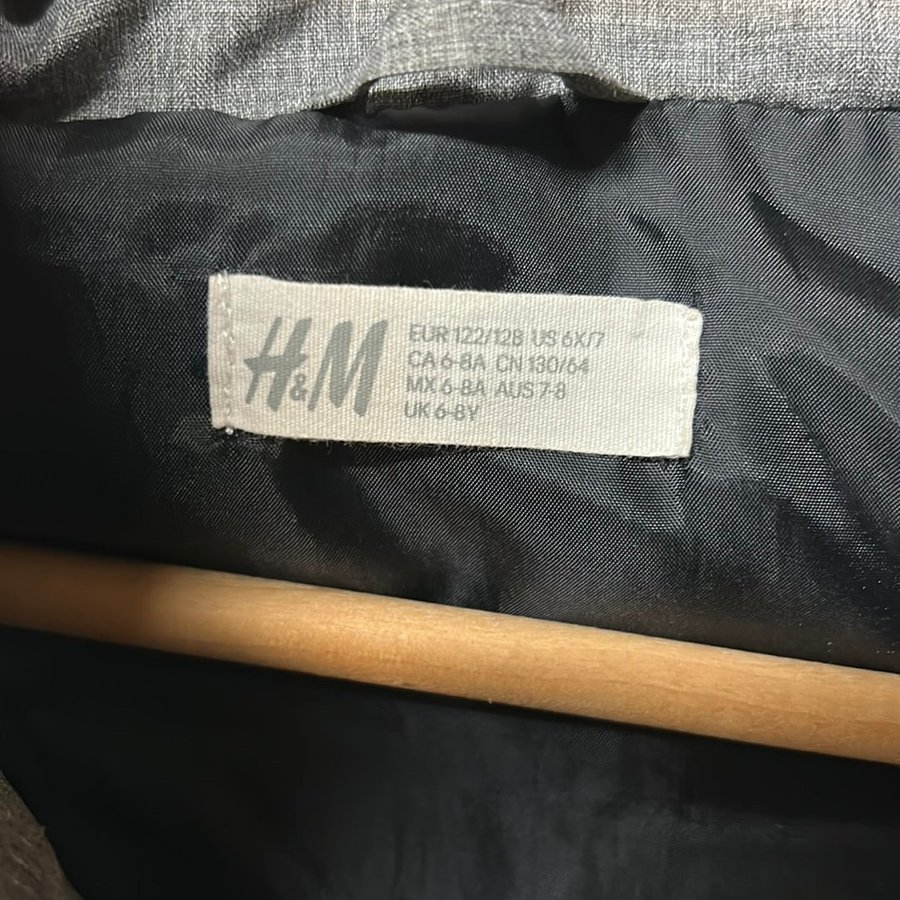 H&M
EUR 122/128 US 6X/7
CA 6-8A CN 130/64
MX 6-8A AUS 7-8
UK 6-8Y